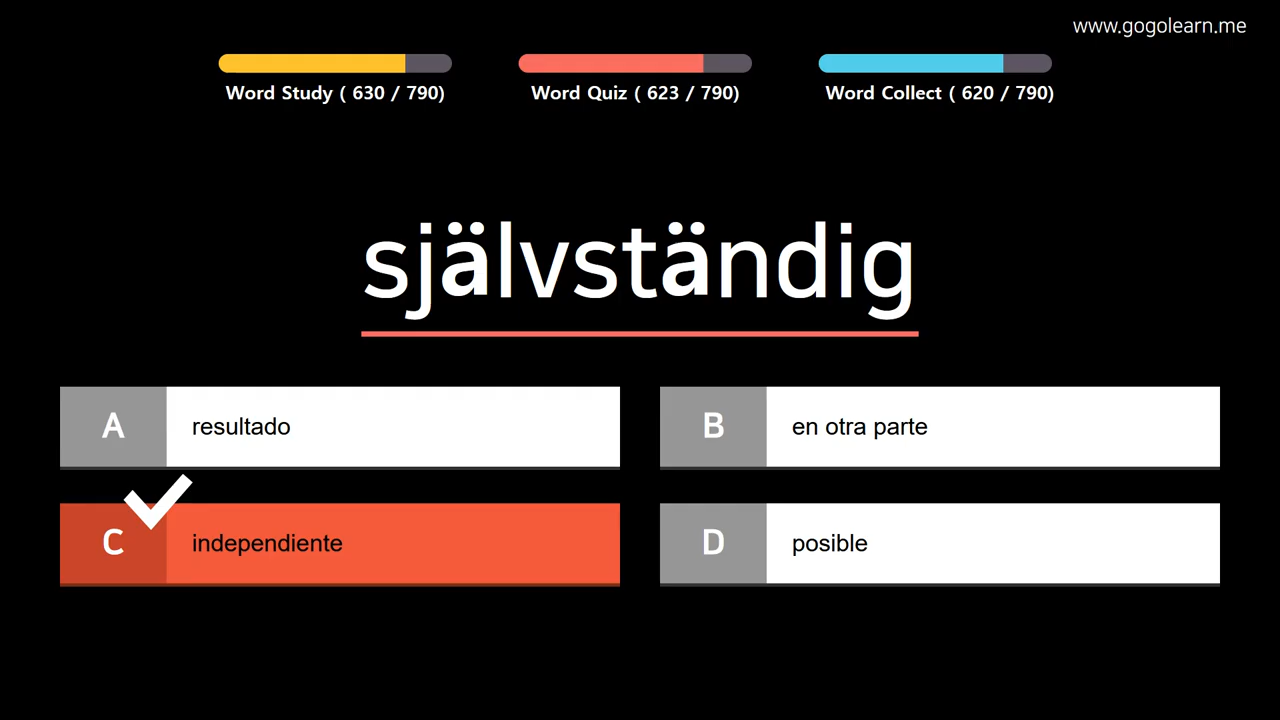 www.gogolearn.me
Word Study ( 630 / 790)
Word Quiz ( 623 / 790)
Word Collect ( 620 / 790)
självständig
A resultado
B en otra parte
C independiente
D posible